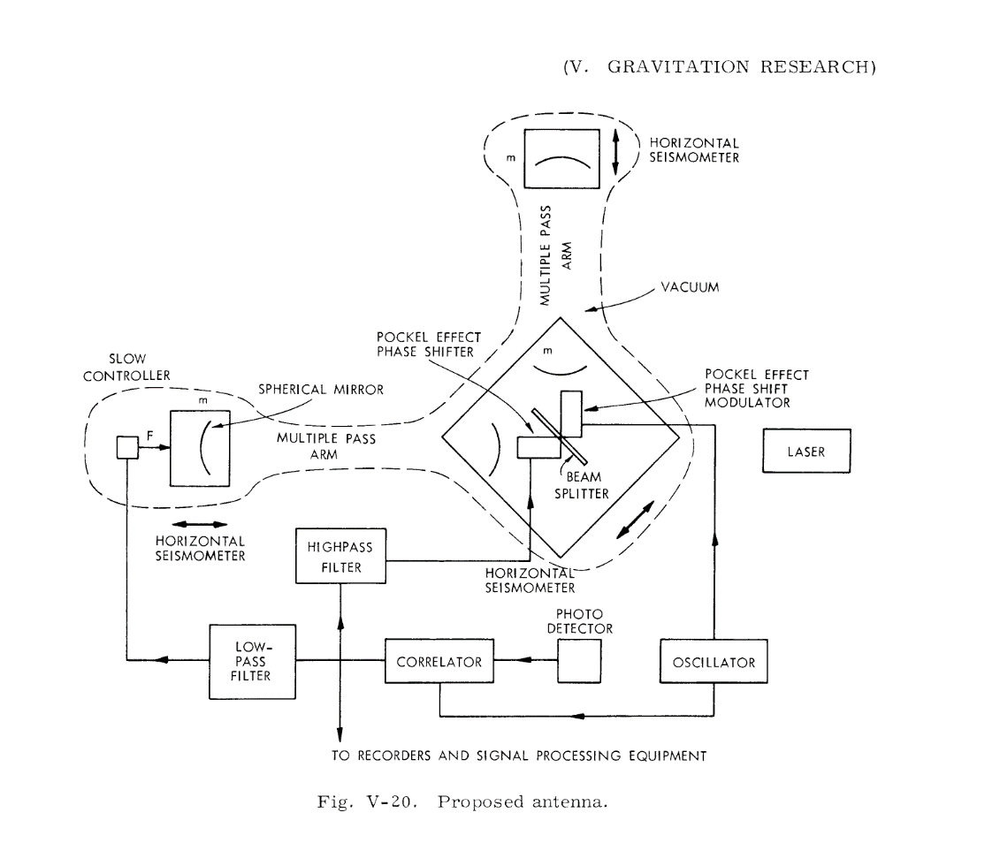 (V. GRAVITATION RESEARCH)
HORIZONTAL
SEISMOMETER
m
MULTIPLE PASS
ARM
VACUUM
POCKEL EFFECT
PHASE SHIFTER
m
SLOW
CONTROLLER
POCKEL EFFECT
PHASE SHIFT
MODULATOR
SPHERICAL MIRROR
m
F
MULTIPLE PASS
ARM
LASER
BEAM
SPLITTER
HORIZONTAL
SEISMOMETER
HIGHPASS
FILTER
HORIZONTAL
SEISMOMETER
PHOTO
DETECTOR
LOW-
PASS
FILTER
CORRELATOR
OSCILLATOR
TO RECORDERS AND SIGNAL PROCESSING EQUIPMENT
Fig. V-20. Proposed antenna.